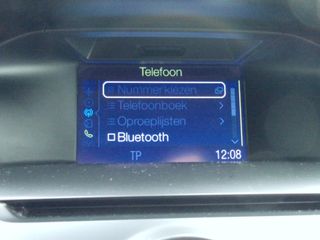 Telefoon
Nummer kiezen
Telefoonboek
Oproeplijsten
Bluetooth
TP 12:08